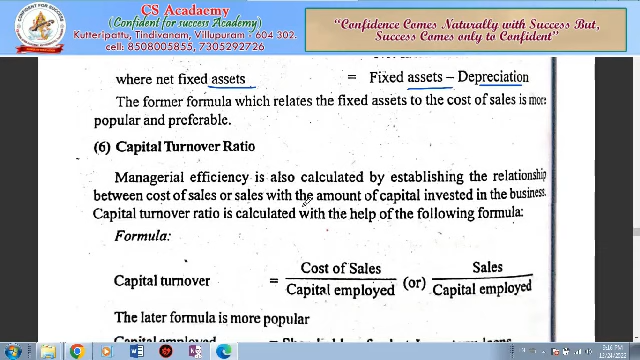 CS Acadaemy
(Confident for success Academy)
Kutteripattu, Tindivanam, Villupuram = 604 302.
cell: 8508005855, 7305292726
“Confidence Comes Naturally with Success But,
Success Comes only to Confident”
where net fixed assets = Fixed assets – Depreciation
The former formula which relates the fixed assets to the cost of sales is more
popular and preferable.
(6) Capital Turnover Ratio
Managerial efficiency is also calculated by establishing the relationship
between cost of sales or sales with the amount of capital invested in the business.
Capital turnover ratio is calculated with the help of the following formula:
Formula:
Cost of Sales Sales
Capital turnover = (or)
Capital employed Capital employed
The later formula is more popular.